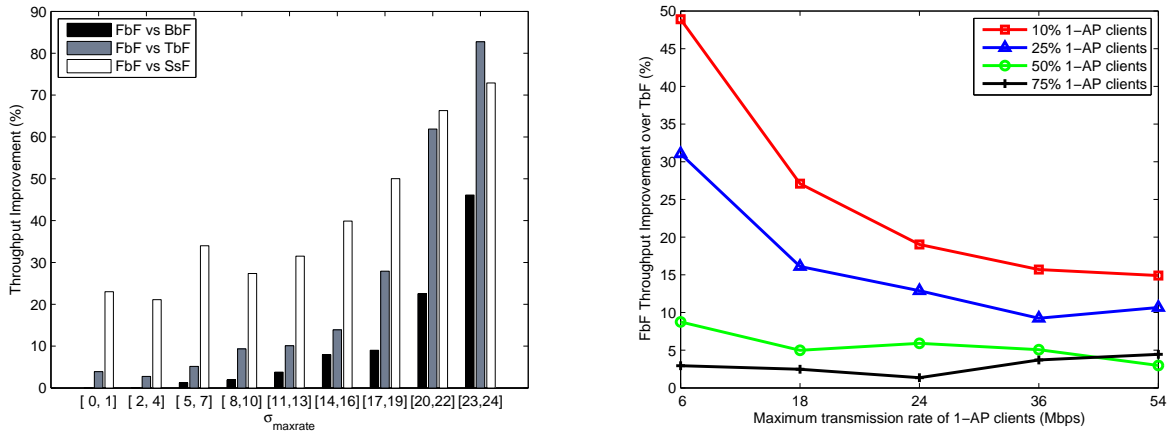 90
80
70
60
50
40
30
20
10
0
Throughput Improvement (%)
FbF vs BbF
FbF vs TbF
FbF vs SsF
[ 0, 1] [ 2, 4] [ 5, 7] [ 8,10] [11,13] [14,16] [17,19] [20,22] [23,24]
σmaxrate
50
45
40
35
30
25
20
15
10
5
0
FbF Throughput Improvement over TbF (%)
10% 1−AP clients
25% 1−AP clients
50% 1−AP clients
75% 1−AP clients
6 18 24 36 54
Maximum transmission rate of 1−AP clients (Mbps)